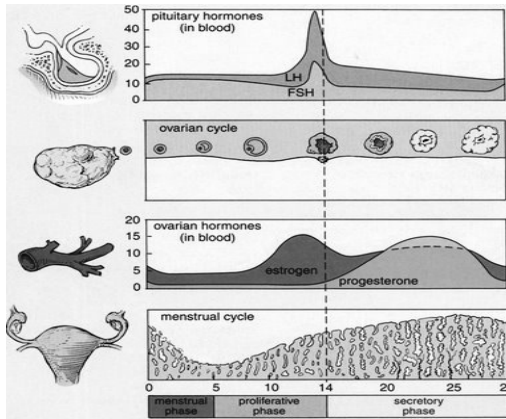 pituitary hormones
(in blood)
50
40
30
20
10
0
LH
FSH
ovarian cycle
ovarian hormones
(in blood)
20
15
10
5
0
estrogen
progesterone
menstrual cycle
0 5 10 14 15 20 25
menstrual phase
proliferative phase
secretory phase